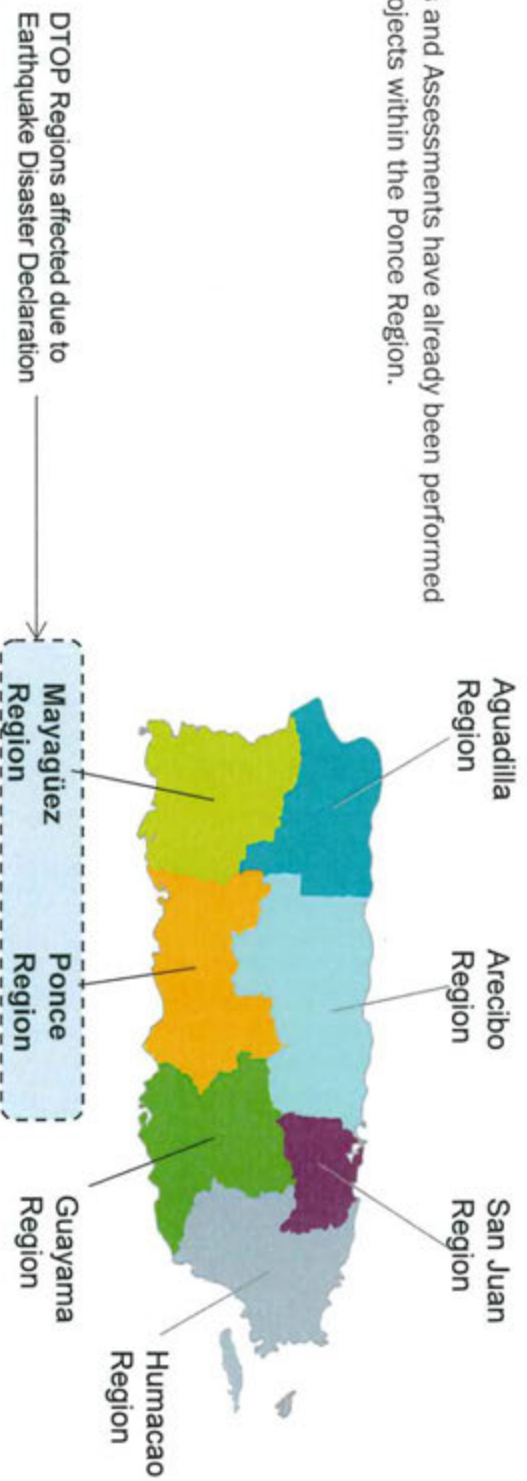 s and Assessments have already been performed
ojects within the Ponce Region.
Aguadilla
Region
Arecibo
Region
San Juan
Region
DTOP Regions affected due to
Earthquake Disaster Declaration
Mayagüez
Region
Ponce
Region
Guayama
Region
Humacao
Region